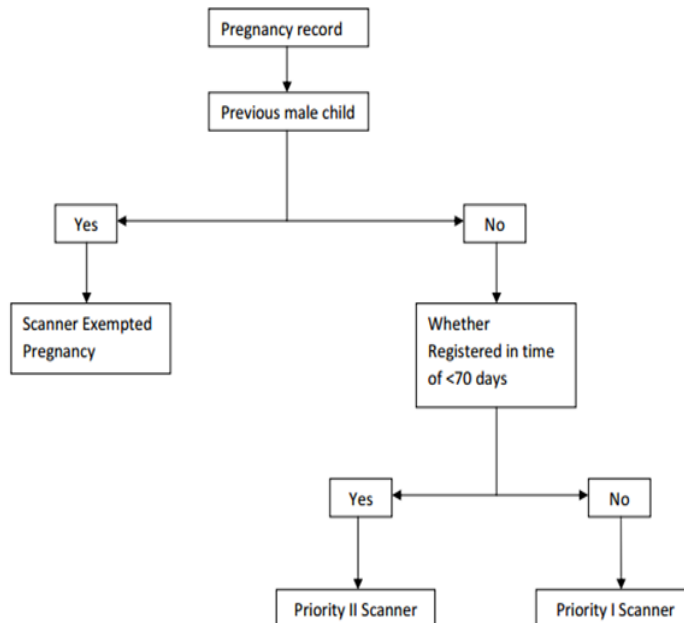 Pregnancy record
Previous male child
Yes
No
Scanner Exempted
Pregnancy
Whether
Registered in time
of <70 days
Yes
No
Priority II Scanner
Priority I Scanner